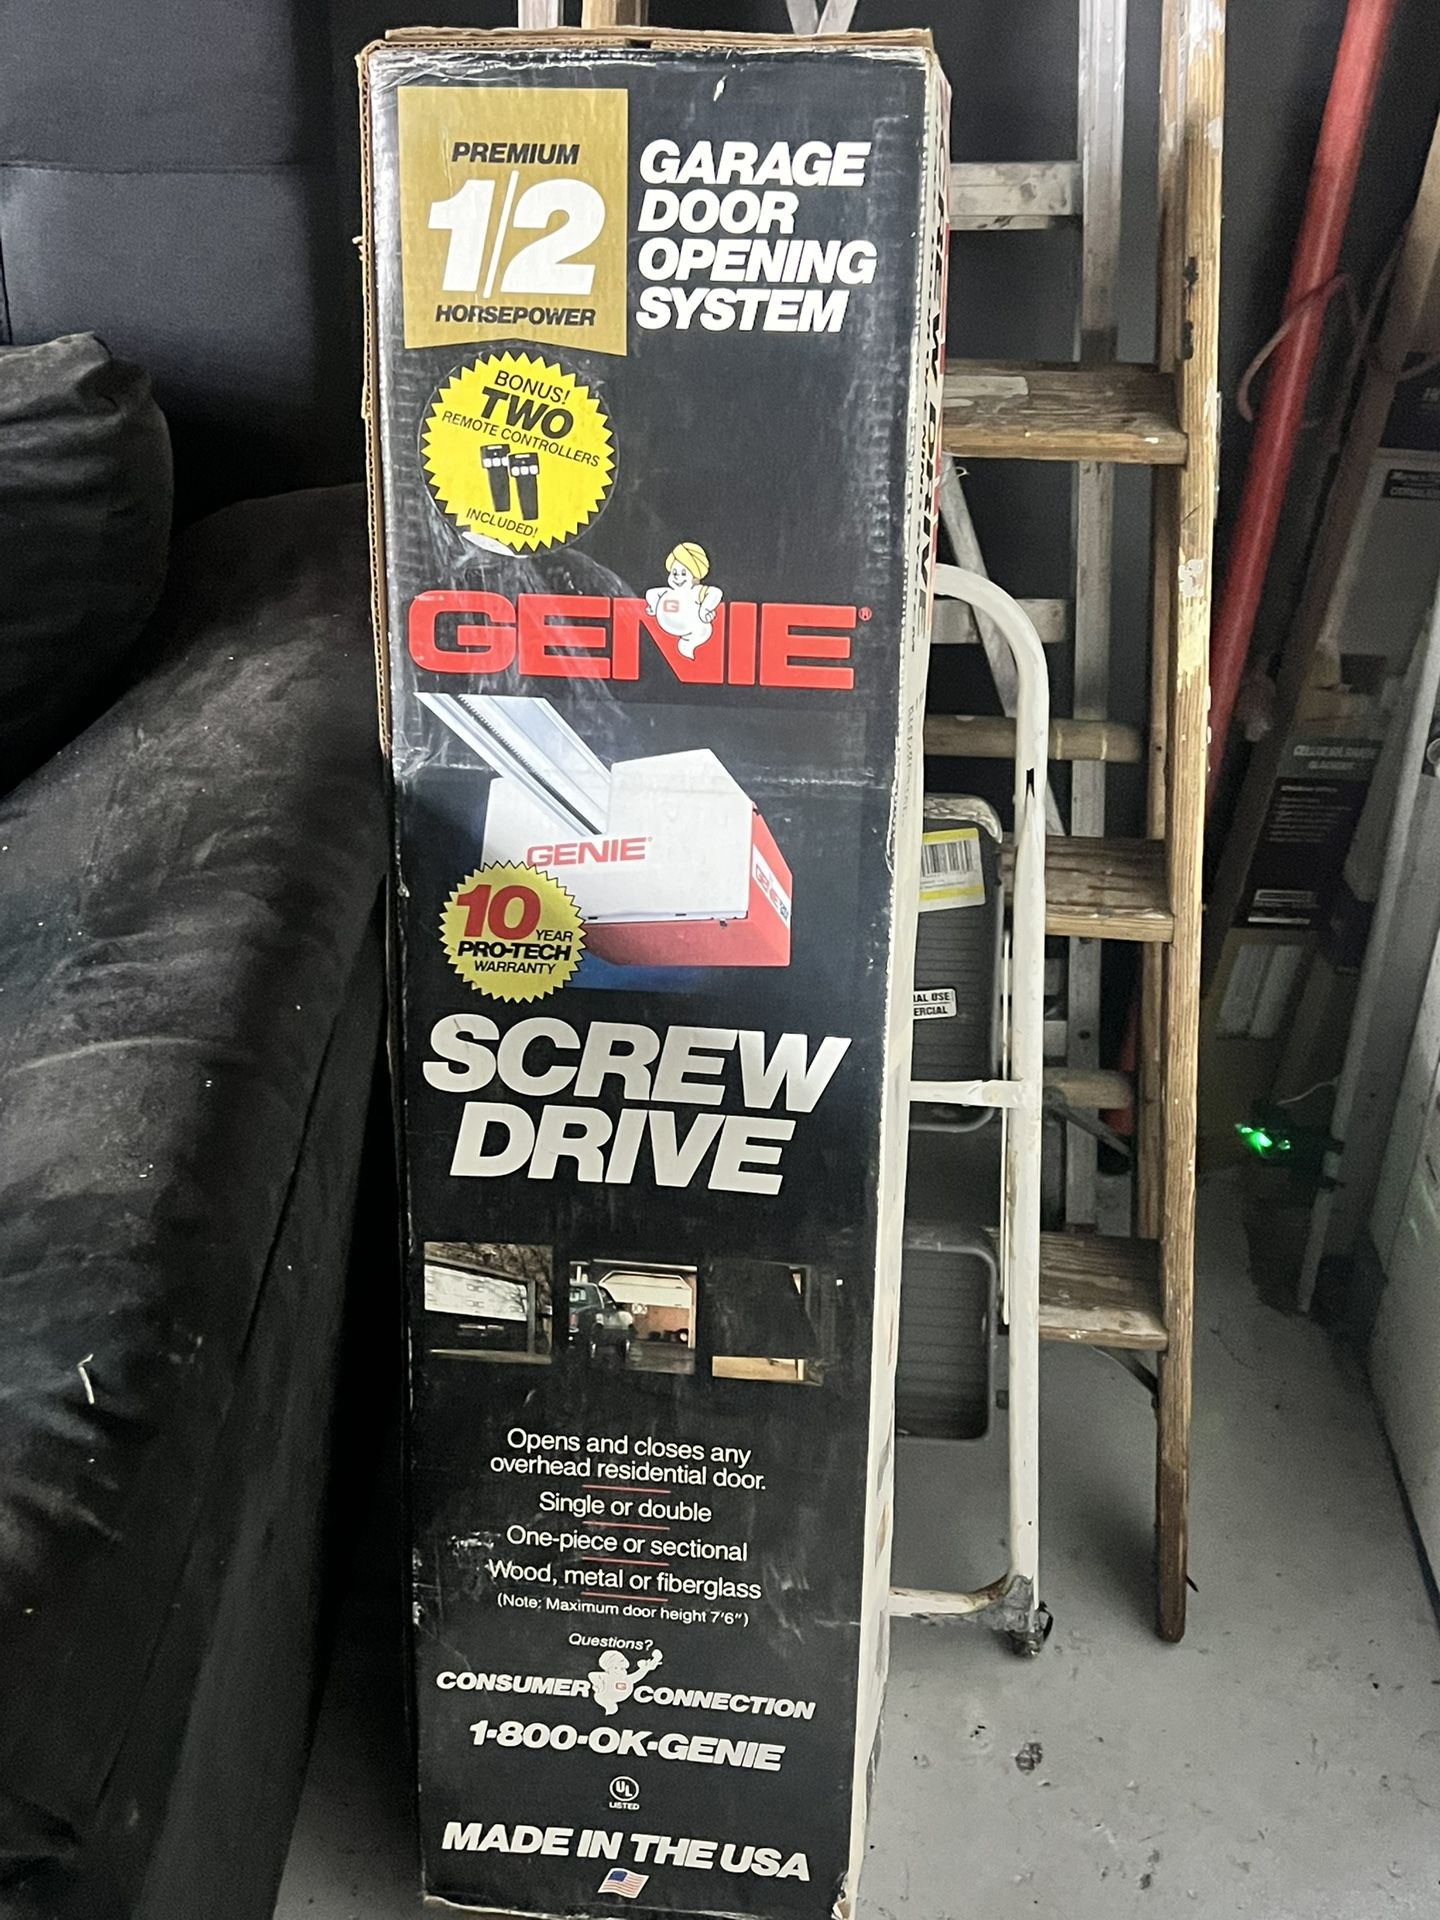 PREMIUM
1/2
HORSEPOWER
GARAGE
DOOR
OPENING
SYSTEM
BONUS!
TWO
REMOTE CONTROLLERS
INCLUDED!
GENIE®
G
GENIE®
10
YEAR
PRO-TECH
WARRANTY
SCREW
DRIVE
Opens and closes any
overhead residential door.
Single or double
One-piece or sectional
Wood, metal or fiberglass
(Note: Maximum door height 7'6")
Questions?
CONSUMER CONNECTION
G
1-800-OK-GENIE
UL
LISTED
MADE IN THE USA